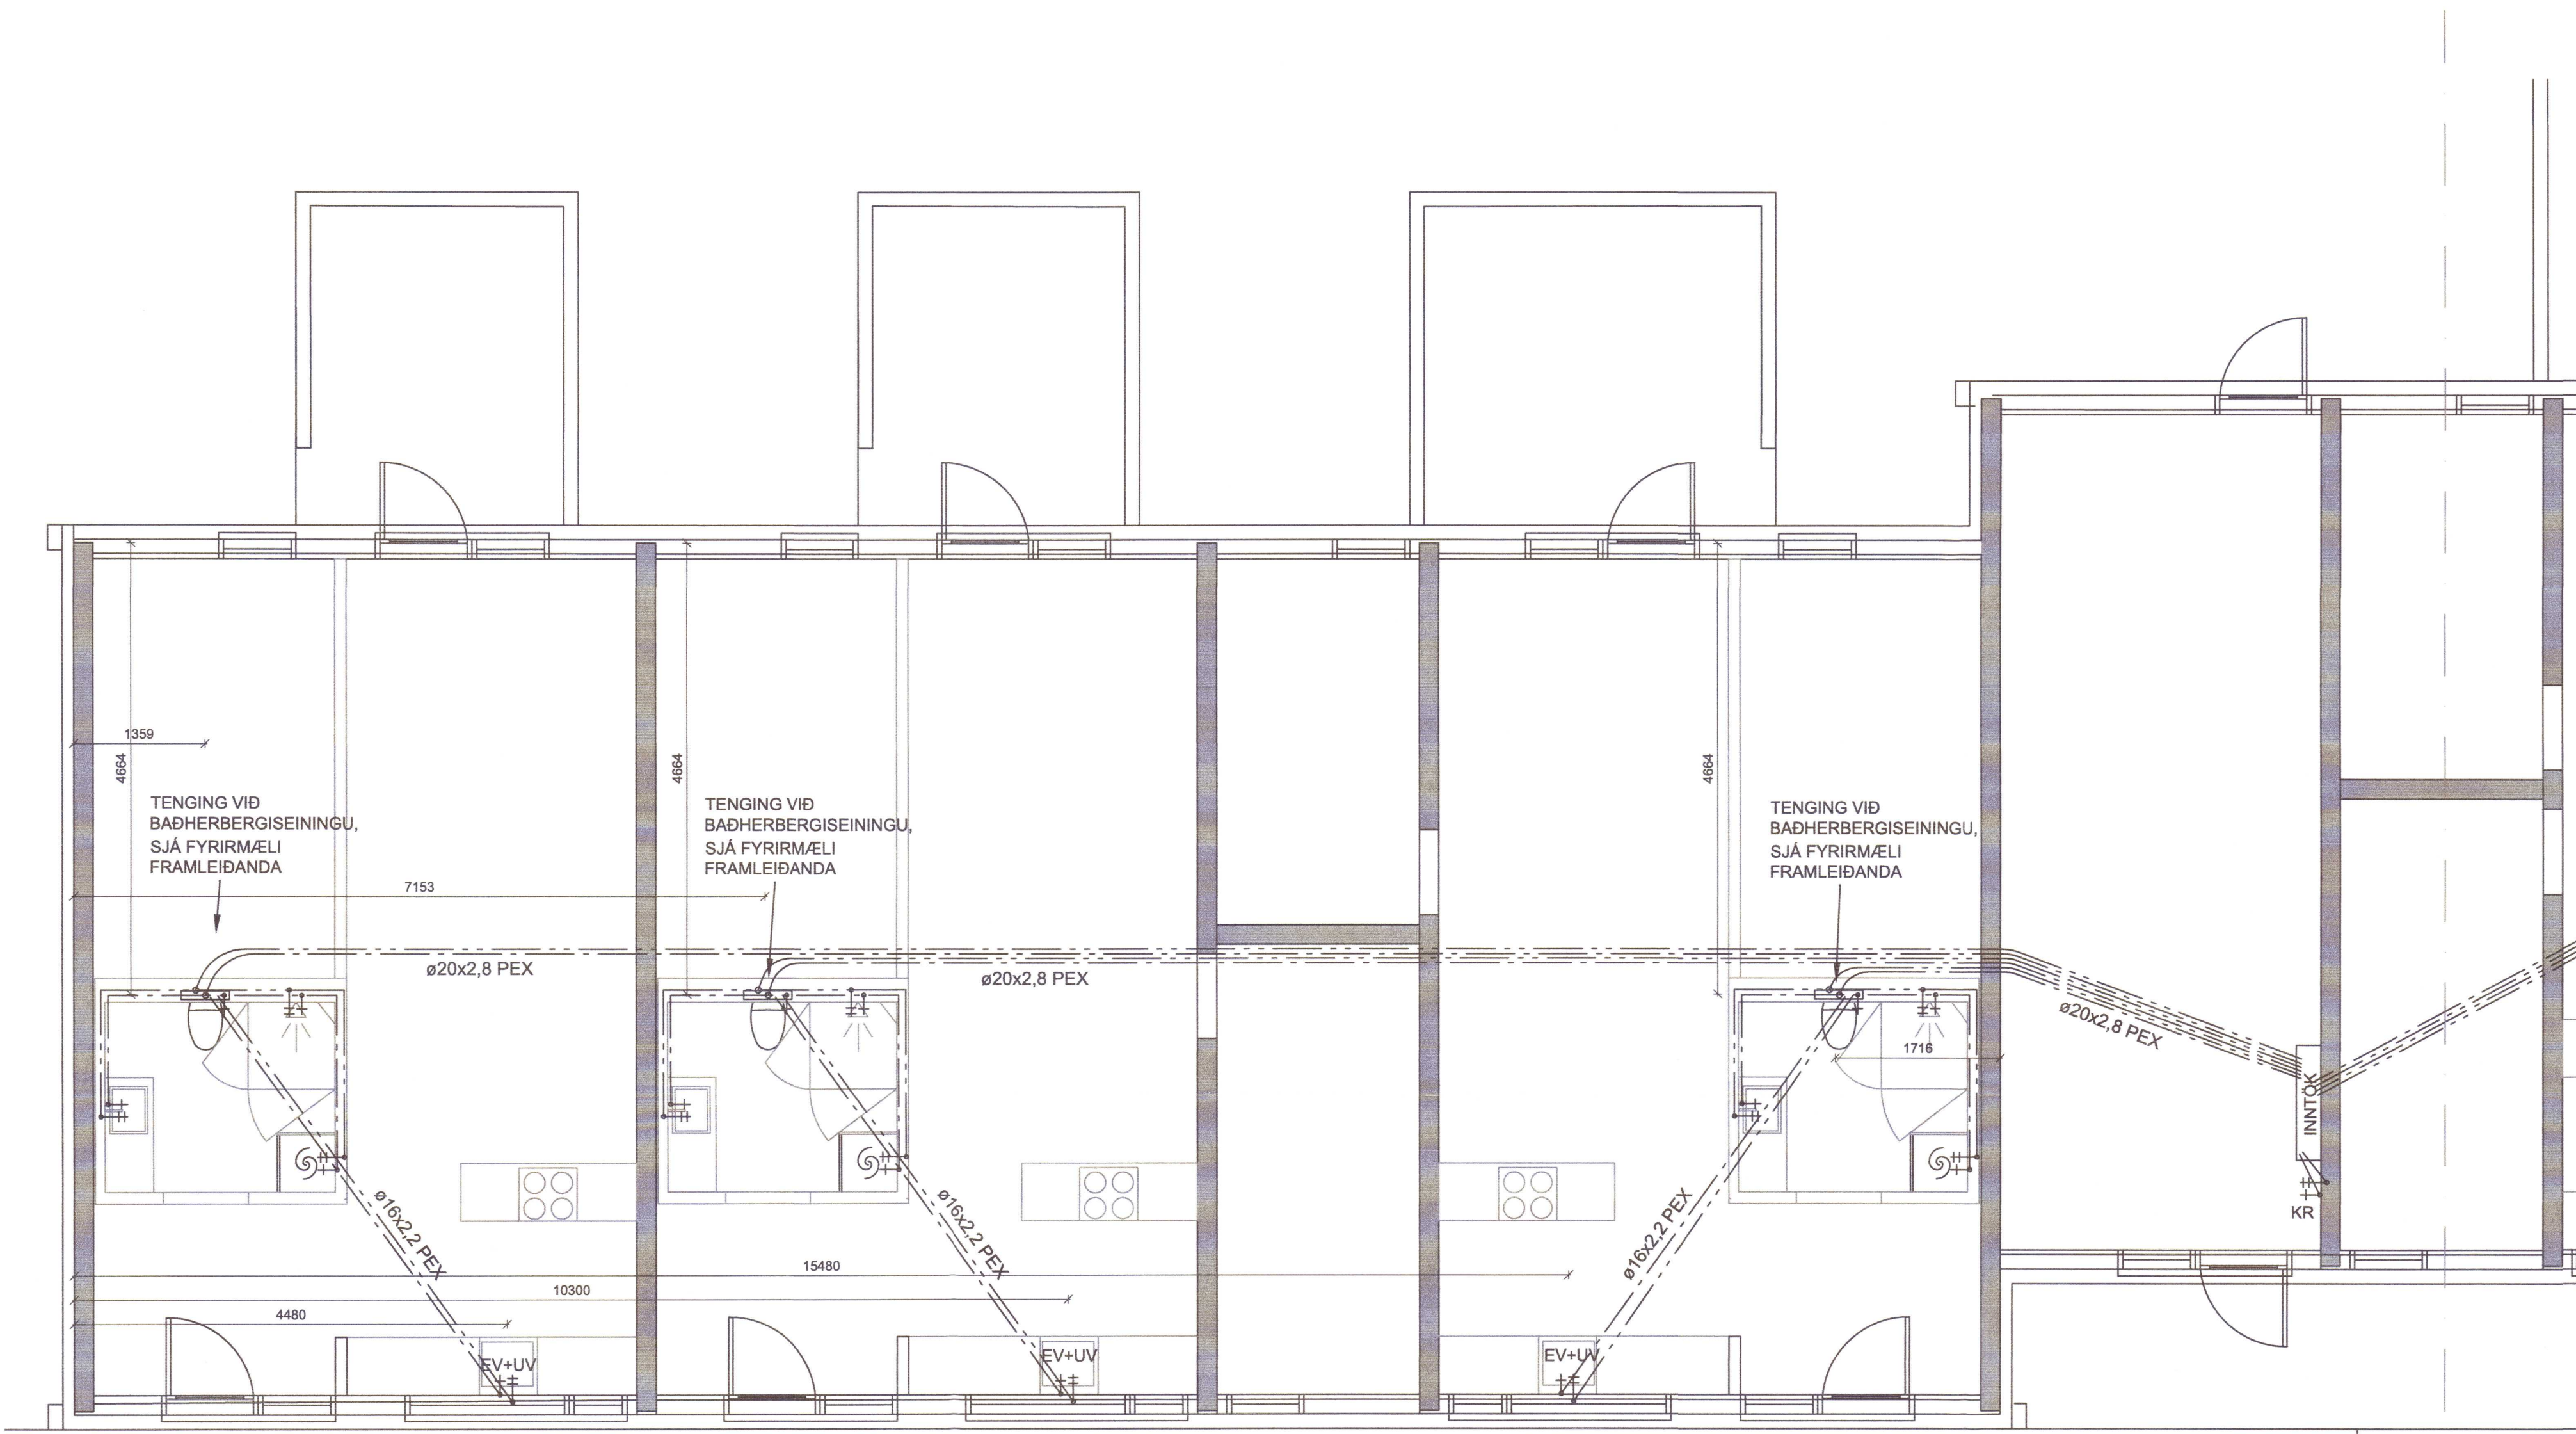 1359
4664
4664
4664
TENGING VIÐ
BAÐHERBERGISEININGU,
SJÁ FYRIRMÆLI
FRAMLEIÐANDA
TENGING VIÐ
BAÐHERBERGISEININGU,
SJÁ FYRIRMÆLI
FRAMLEIÐANDA
TENGING VIÐ
BAÐHERBERGISEININGU,
SJÁ FYRIRMÆLI
FRAMLEIÐANDA
7153
ø20x2,8 PEX
ø20x2,8 PEX
ø20x2,8 PEX
1716
INNTÖK
KR
ø16x2,2 PEX
ø16x2,2 PEX
ø16x2,2 PEX
15480
10300
4480
EV+UV
EV+UV
EV+UV